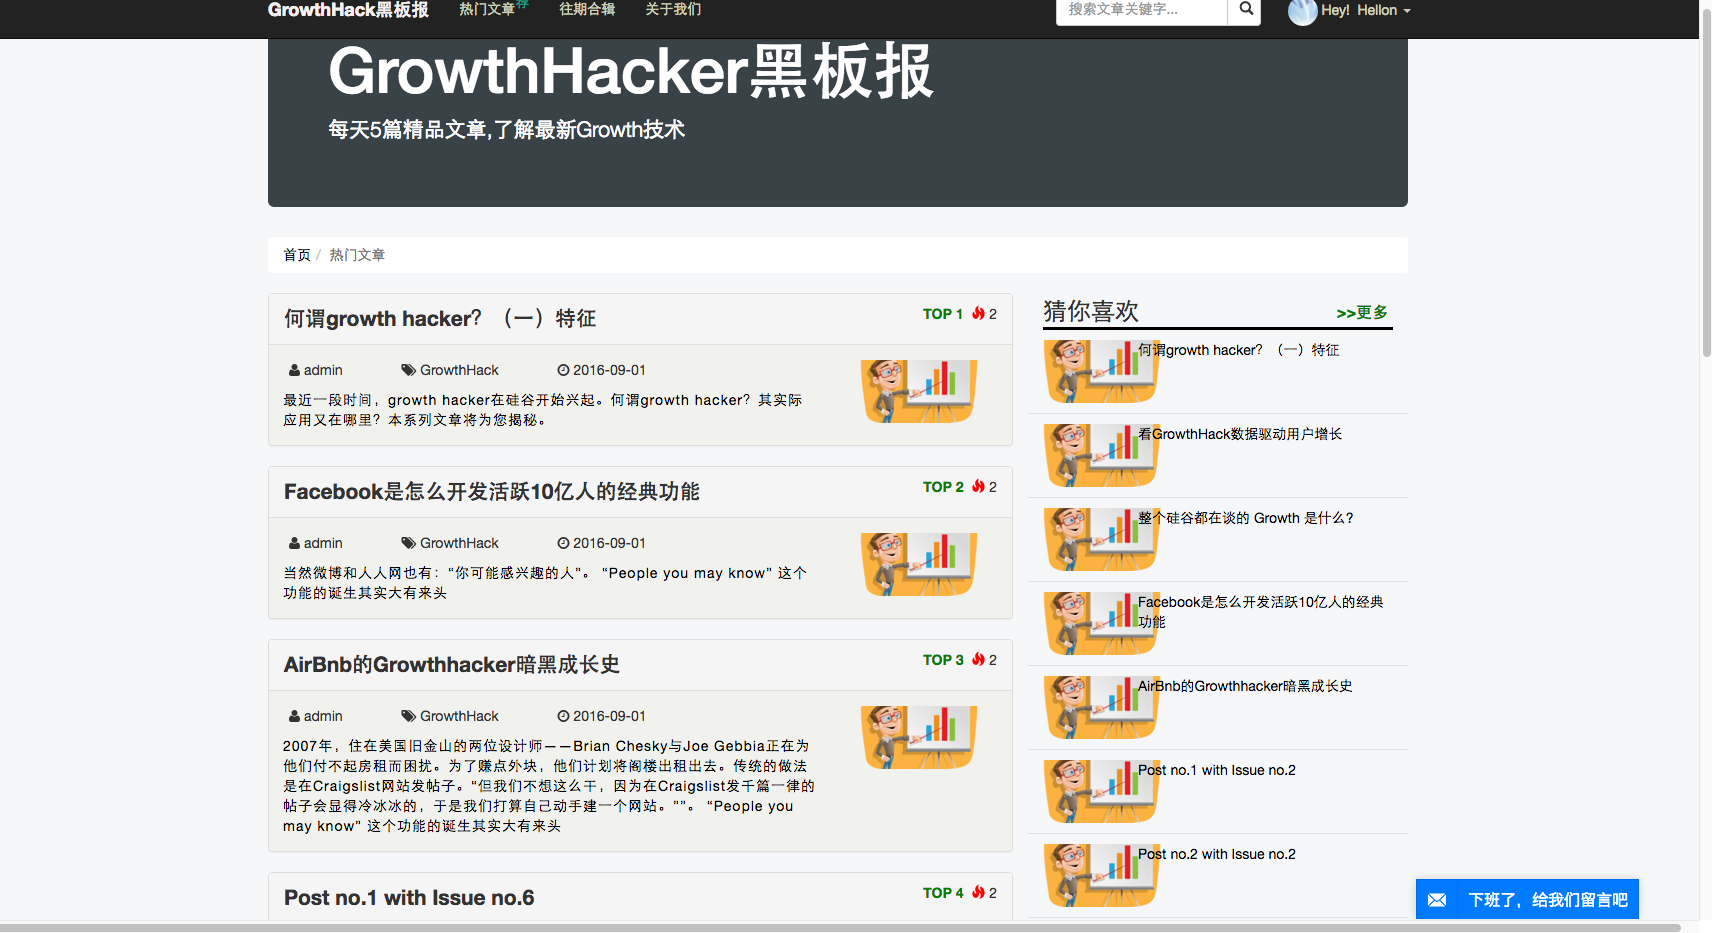 GrowthHack黑板报
热门文章荐
往期合辑
关于我们
搜索文章关键字...
Hey! Hellon
GrowthHacker黑板报
每天5篇精品文章,了解最新Growth技术
首页 / 热门文章
何谓growth hacker? （一）特征
TOP 1 2
admin GrowthHack 2016-09-01
最近一段时间，growth hacker在硅谷开始兴起。何谓growth hacker? 其实际
应用又在哪里？本系列文章将为您揭秘。
Facebook是怎么开发活跃10亿人的经典功能
TOP 2 2
admin GrowthHack 2016-09-01
当然微博和人人网也有：“你可能感兴趣的人”。 “People you may know” 这个
功能的诞生其实大有来头
AirBnb的Growthhacker暗黑成长史
TOP 3 2
admin GrowthHack 2016-09-01
2007年，住在美国旧金山的两位设计师——Brian Chesky与Joe Gebbia正在为
他们付不起房租而困扰。为了赚点外块，他们计划将阁楼出租出去。传统的做法
是在Craigslist网站发帖子。“但我们不想这么干，因为在Craigslist发千篇一律的
帖子会显得冷冰冰的，于是我们打算自己动手建一个网站。””。 “People you
may know” 这个功能的诞生其实大有来头
Post no.1 with Issue no.6
TOP 4 2
猜你喜欢
>>更多
何谓growth hacker? （一）特征
看GrowthHack数据驱动用户增长
整个硅谷都在谈的 Growth 是什么?
Facebook是怎么开发活跃10亿人的经典
功能
AirBnb的Growthhacker暗黑成长史
Post no.1 with Issue no.2
Post no.2 with Issue no.2
下班了，给我们留言吧